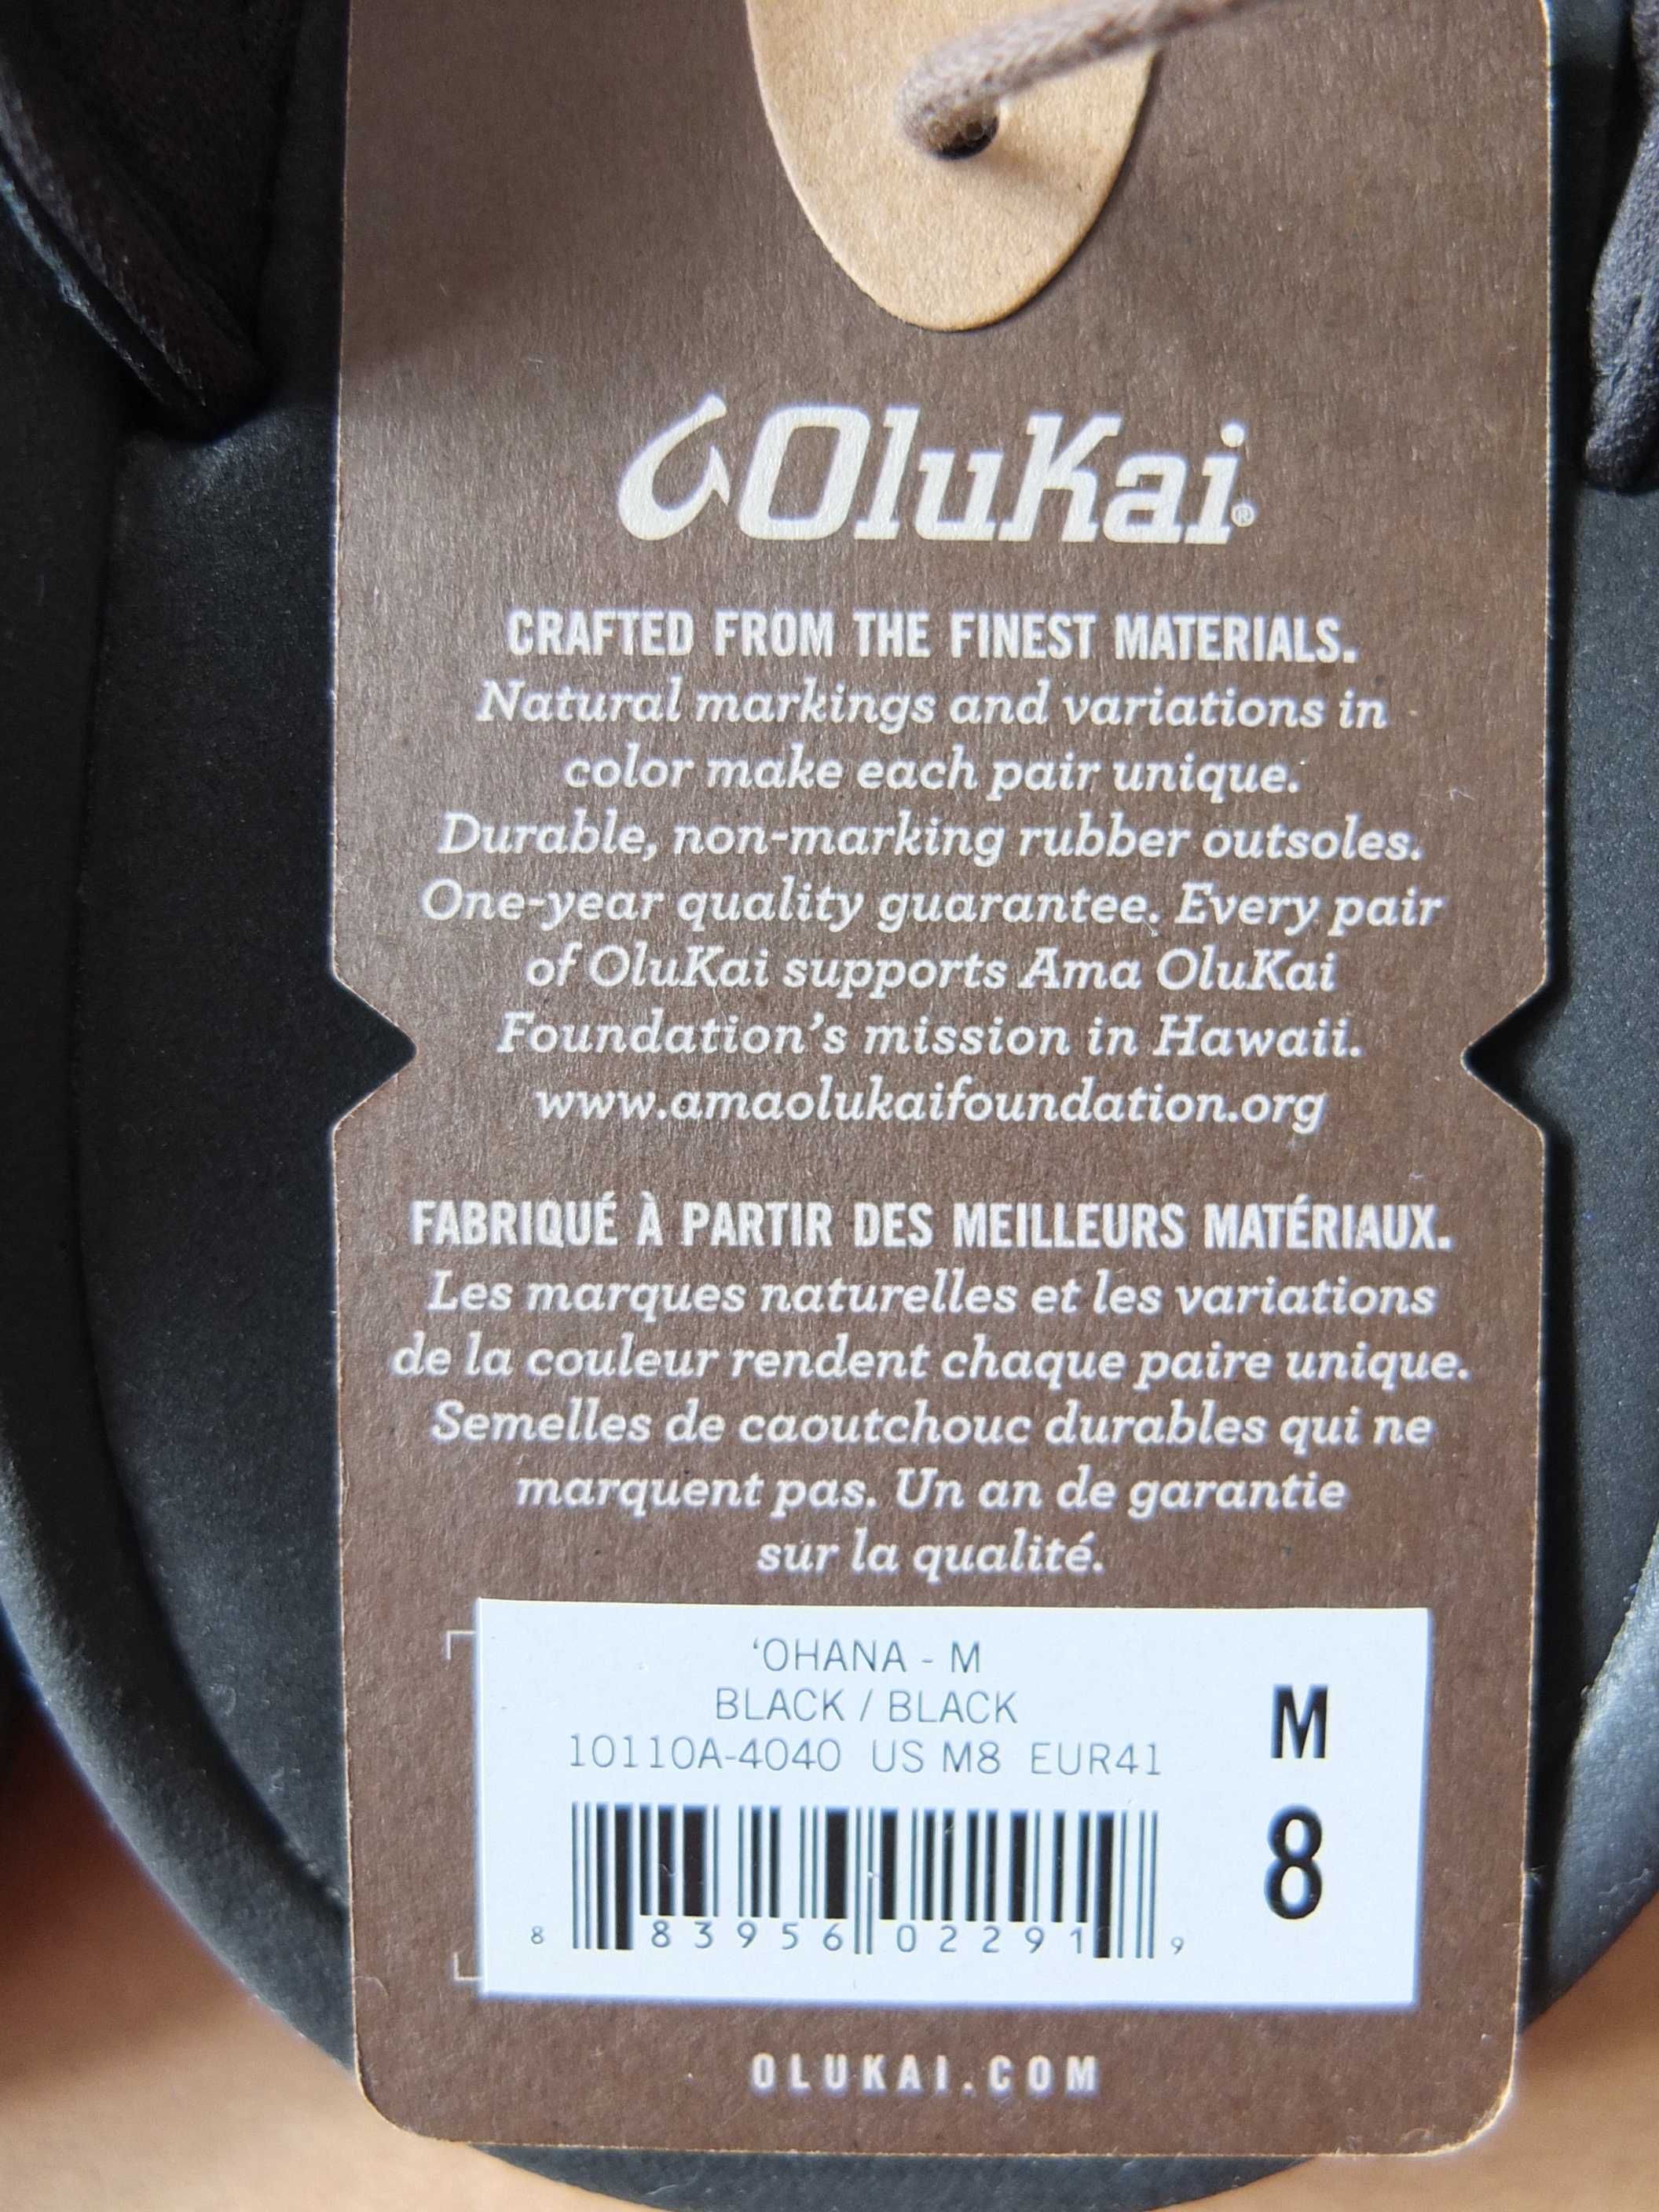 OluKai®
CRAFTED FROM THE FINEST MATERIALS.
Natural markings and variations in
color make each pair unique.
Durable, non-marking rubber outsoles.
One-year quality guarantee. Every pair
of OluKai supports Ama OluKai
Foundation's mission in Hawaii.
www.amaolukaifoundation.org
FABRIQUÉ À PARTIR DES MEILLEURS MATÉRIAUX.
Les marques naturelles et les variations
de la couleur rendent chaque paire unique.
Semelles de caoutchouc durables qui ne
marquent pas. Un an de garantie
sur la qualité.
‘OHANA - M
BLACK / BLACK
10110A-4040 US M8 EUR41
M
8
8 83956 02291 9
OLUKAI.COM